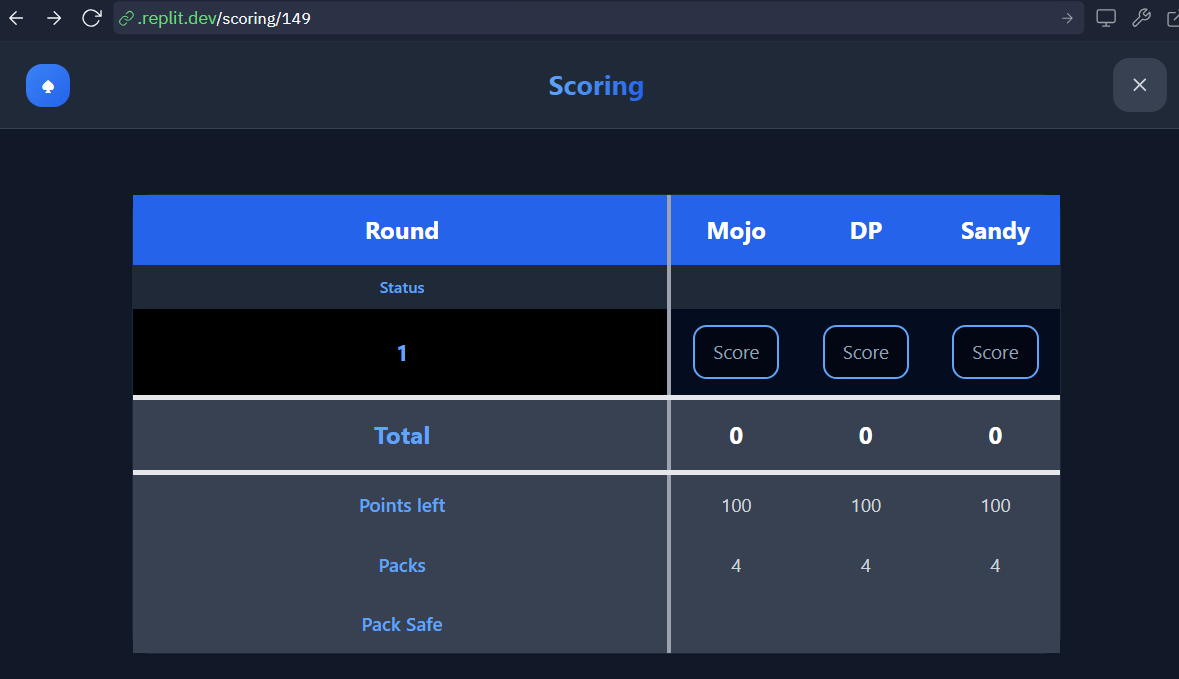 .replit.dev/scoring/149
Scoring
Round Mojo DP Sandy
Status
1 Score Score Score
Total 0 0 0
Points left 100 100 100
Packs 4 4 4
Pack Safe